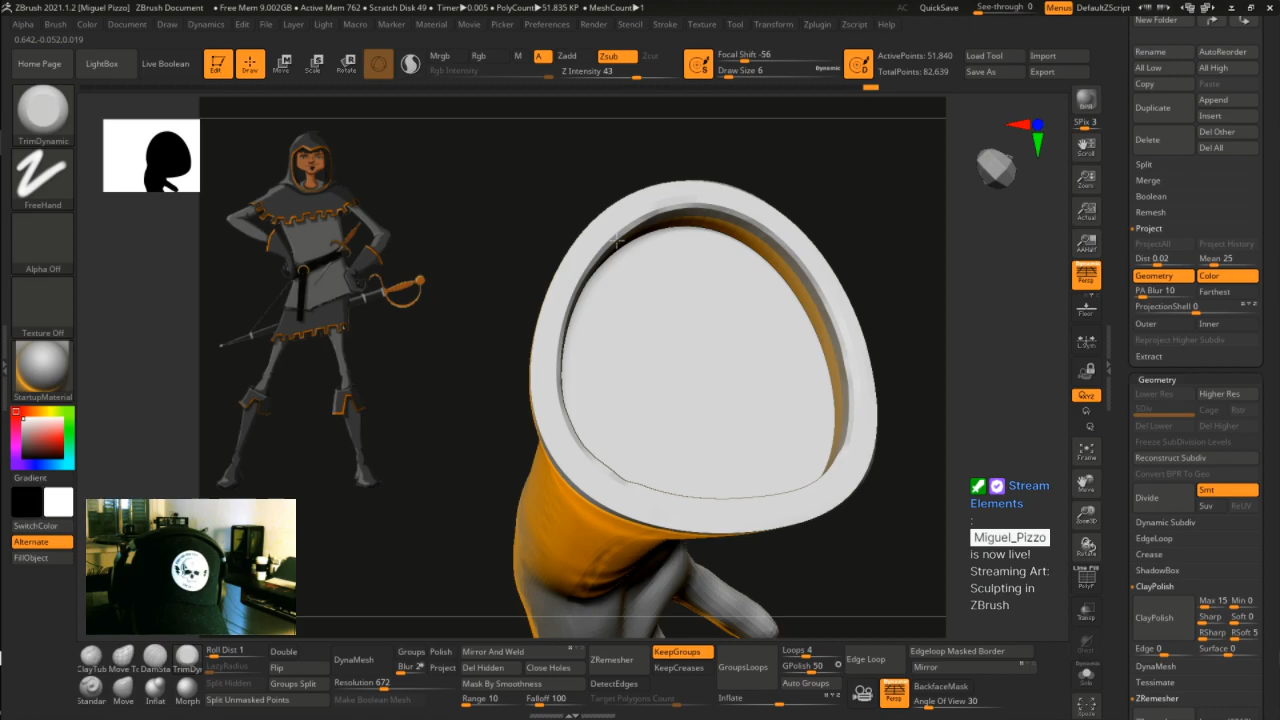 ZBrush 2021.1.2 [Miguel Pizzo] ZBrush Document • Free Mem 9.002GB • Active Mem 762 • Scratch Disk 49 • Timer▶0.005 • PolyCount▶51.835 KP • MeshCount▶1
AC QuickSave See-through 0 Menus DefaultZScript
Alpha Brush Color Document Draw Dynamics Edit File Layer Light Macro Marker Material Movie Picker Preferences Render Stencil Stroke Texture Tool Transform Zplugin Zscript Help
0.642,-0.052,0.019
Home Page LightBox Live Boolean Edit Draw Move Scale Rotate
Mrgb Rgb M A Zadd Zsub Zcut
Rgb Intensity Z Intensity 43
Focal Shift -56
Draw Size 6 Dynamic
S D
ActivePoints: 51,840
TotalPoints: 82,639
Load Tool Import
Save As Export
TrimDynamic
FreeHand
Alpha Off
Texture Off
StartupMaterial
Gradient
SwitchColor
Alternate
FillObject
BPR
SPix 3
Scroll
Zoom
Actual
AAHalf
Dynamic
Persp
Floor
L.Sym
XYZ
Frame
Move
Zoom3D
Rotate
Line Fill
PolyF
Transp
Solo
Xpose
New Folder
Rename AutoReorder
All Low All High
Copy Paste
Duplicate Append
Insert
Delete Del Other
Del All
Split
Merge
Boolean
Remesh
Project
ProjectAll Project History
Dist 0.02 Mean 25
Geometry Color
PA Blur 10 Farthest
ProjectionShell 0
Outer Inner
Reproject Higher Subdiv
Extract
Geometry
Lower Res Higher Res
SDiv Cage Rstr
Del Lower Del Higher
Freeze SubDivision Levels
Reconstruct Subdiv
Convert BPR To Geo
Divide Smt
Suv ReUV
Dynamic Subdiv
EdgeLoop
Crease
ShadowBox
ClayPolish
ClayPolish Max 15 Min 0
Sharp Soft 0
RSharp RSoft 5
Edge 0 Surface 0
DynaMesh
Tessimate
ZRemesher
Stream
Elements
:
Miguel_Pizzo
is now live!
Streaming Art:
Sculpting in
ZBrush
ClayTub Move To DamSta TrimDy
Standar Move Inflat Morph
Roll Dist 1 Double
LazyRadius Flip
Split Hidden Groups Split
Split Unmasked Points
DynaMesh Groups Polish
Blur 2 Project
Resolution 672
Make Boolean Mesh
Mirror And Weld
Del Hidden Close Holes
Mask By Smoothness
Range 10 Falloff 100
ZRemesher KeepGroups
KeepCreases
DetectEdges
Target Polygons Count
GroupsLoops Loops 4
GPolish 50
Auto Groups
Inflate
Edge Loop Edgeloop Masked Border
Mirror
Dynamic
Persp
BackfaceMask
Angle Of View 30